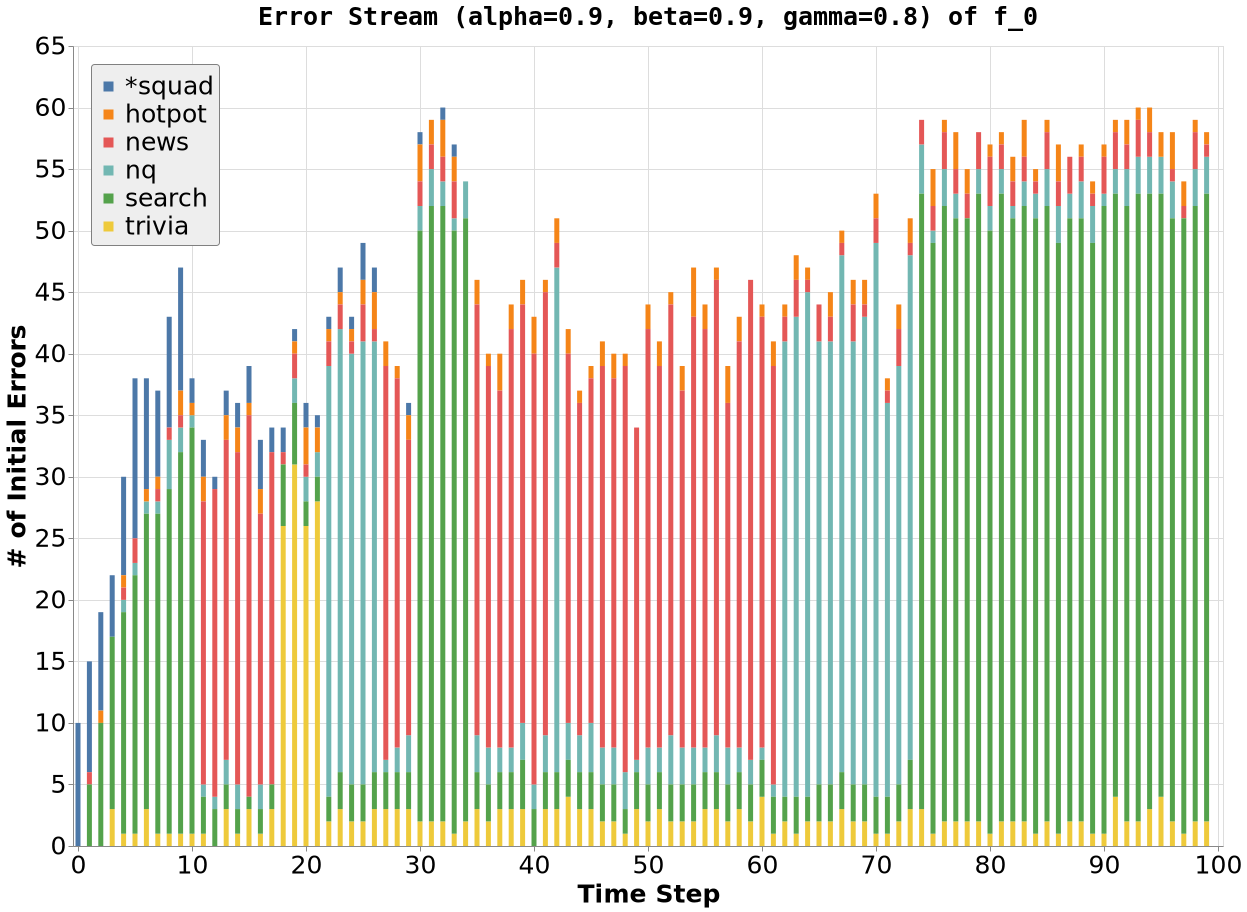 Error Stream (alpha=0.9, beta=0.9, gamma=0.8) of f_0
65
60
55
50
45
40
35
30
25
20
15
10
5
0
# of Initial Errors
*squad
hotpot
news
nq
search
trivia
0 10 20 30 40 50 60 70 80 90 100
Time Step